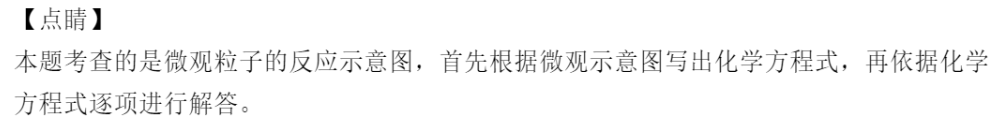 【点睛】
本题考查的是微观粒子的反应示意图，首先根据微观示意图写出化学方程式，再依据化学
方程式逐项进行解答。